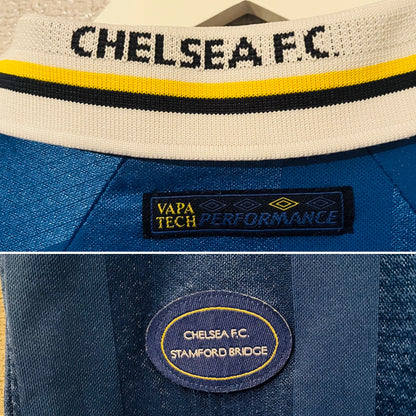 CHELSEA F.C.
VAPA
TECH PERFORMANCE
CHELSEA F.C.
STAMFORD BRIDGE